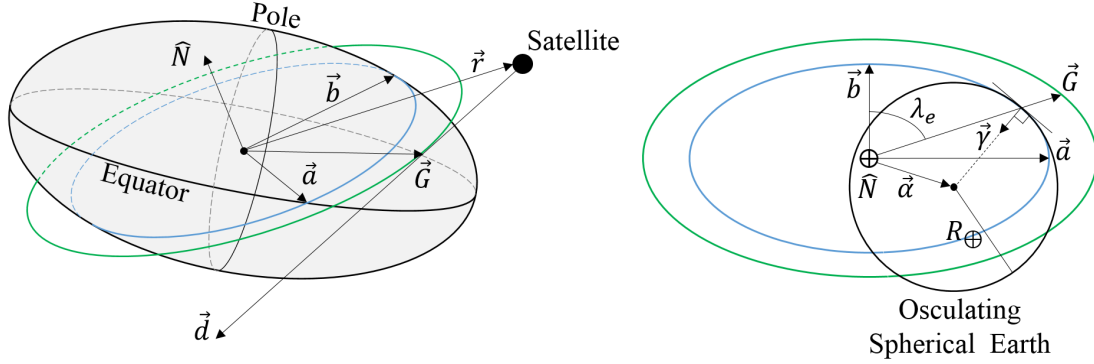 Pole
Satellite
N̂
r⃗
b⃗
Equator
a⃗
G⃗
d⃗
G⃗
b⃗
λₑ
γ⃗
a⃗
N̂
α⃗
R⊕
Osculating
Spherical Earth